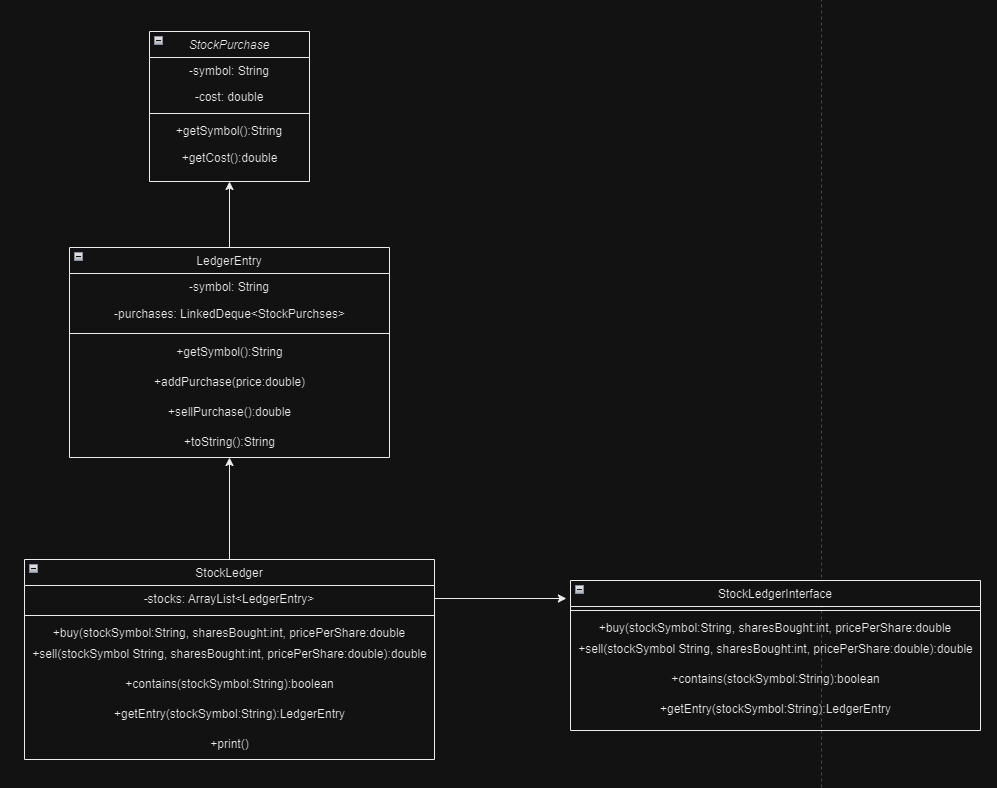 StockPurchase
-symbol: String
-cost: double
+getSymbol():String
+getCost():double
LedgerEntry
-symbol: String
-purchases: LinkedDeque<StockPurchses>
+getSymbol():String
+addPurchase(price:double)
+sellPurchase():double
+toString():String
StockLedger
-stocks: ArrayList<LedgerEntry>
+buy(stockSymbol:String, sharesBought:int, pricePerShare:double
+sell(stockSymbol String, sharesBought:int, pricePerShare:double):double
+contains(stockSymbol:String):boolean
+getEntry(stockSymbol:String):LedgerEntry
+print()
StockLedgerInterface
+buy(stockSymbol:String, sharesBought:int, pricePerShare:double
+sell(stockSymbol String, sharesBought:int, pricePerShare:double):double
+contains(stockSymbol:String):boolean
+getEntry(stockSymbol:String):LedgerEntry